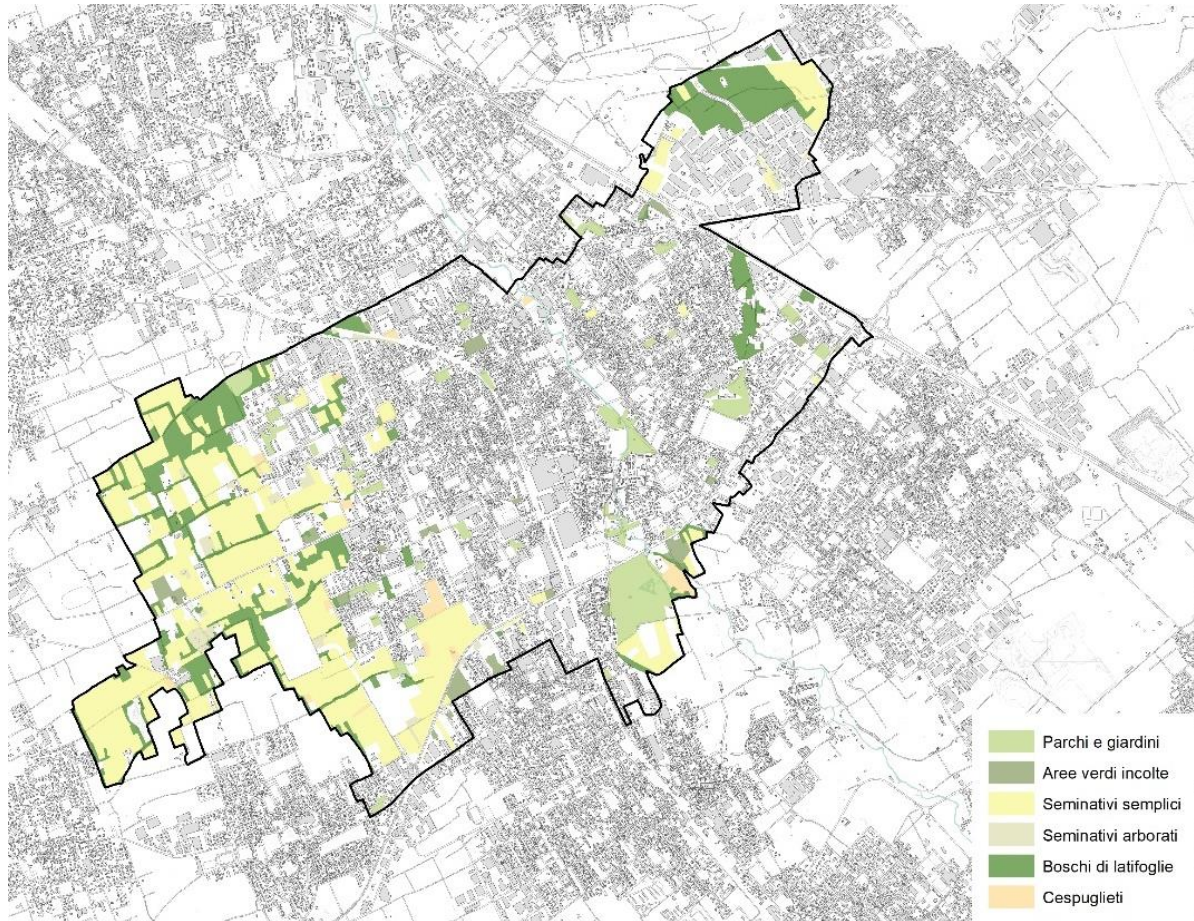 Parchi e giardini
Aree verdi incolte
Seminativi semplici
Seminativi arborati
Boschi di latifoglie
Cespuglieti